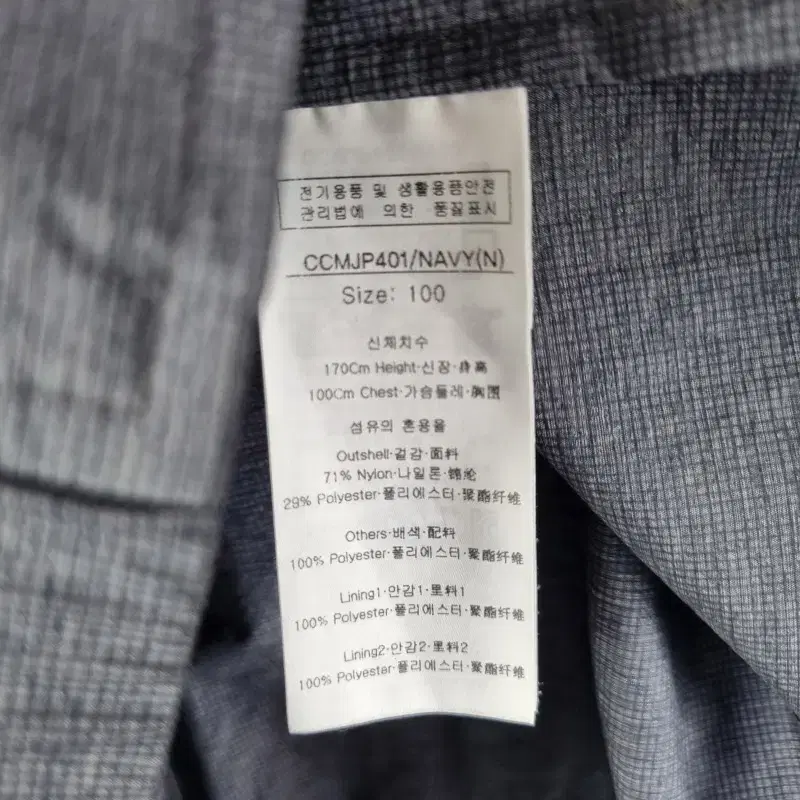 전기용품 및 생활용품안전
관리법에 의한 품질표시
CCMJP401/NAVY(N)
Size: 100
신체치수
170Cm Height·신장·身高
100Cm Chest·가슴둘레·胸围
섬유의 혼용율
Outshell·겉감·面料
71% Nylon·나일론·锦纶
29% Polyester·폴리에스터·聚酯纤维
Others·배색·配料
100% Polyester·폴리에스터·聚酯纤维
Lining1·안감1·里料1
100% Polyester·폴리에스터·聚酯纤维
Lining2·안감2·里料2
100% Polyester·폴리에스터·聚酯纤维